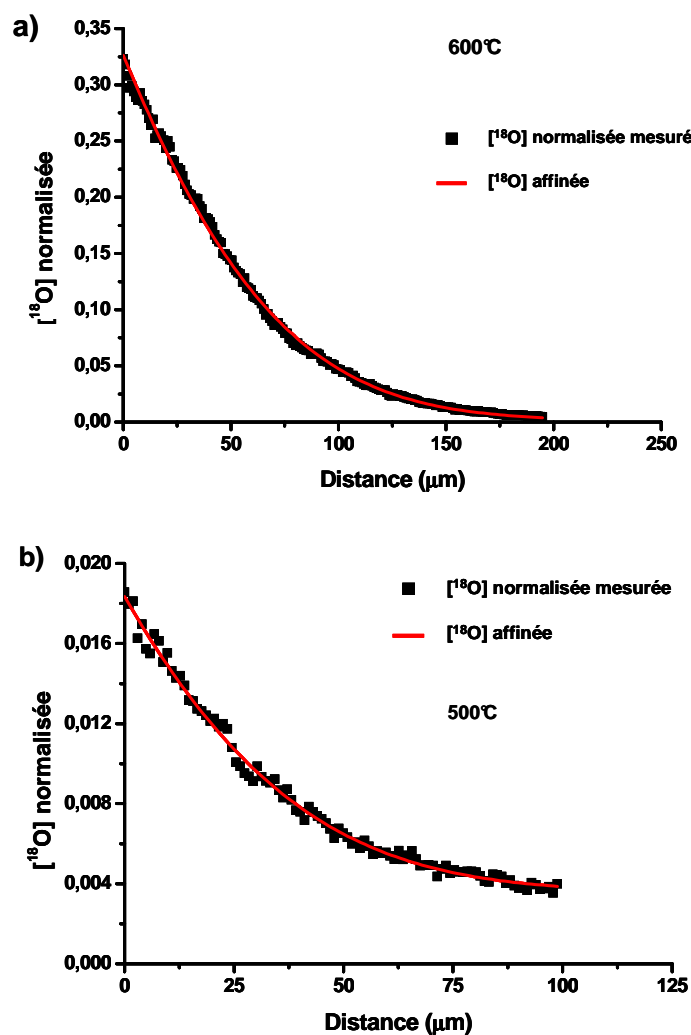 a)
0,35
0,30
0,25
0,20
0,15
0,10
0,05
0,00
[¹⁸O] normalisée
600°C
[¹⁸O] normalisée mesuré
[¹⁸O] affinée
0 50 100 150 200 250
Distance (µm)
b)
0,020
0,016
0,012
0,008
0,004
0,000
[¹⁸O] normalisée
[¹⁸O] normalisée mesurée
[¹⁸O] affinée
500°C
0 25 50 75 100 125
Distance (µm)